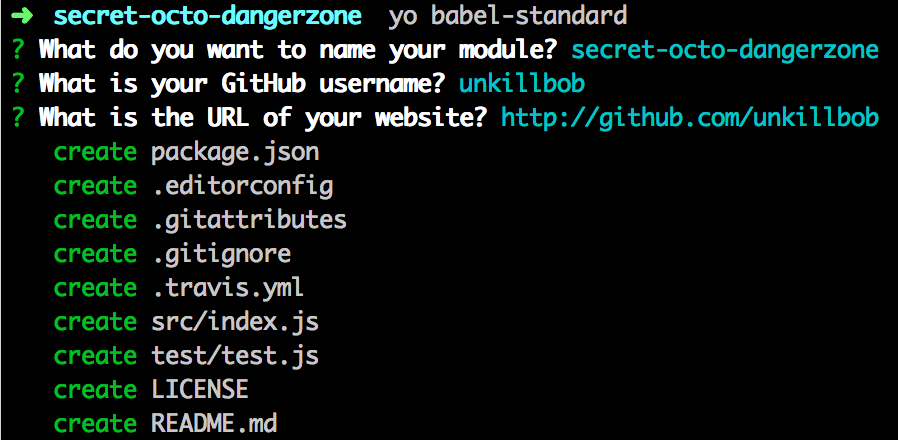 ➜  secret-octo-dangerzone  yo babel-standard
? What do you want to name your module? secret-octo-dangerzone
? What is your GitHub username? unkillbob
? What is the URL of your website? http://github.com/unkillbob
   create package.json
   create .editorconfig
   create .gitattributes
   create .gitignore
   create .travis.yml
   create src/index.js
   create test/test.js
   create LICENSE
   create README.md